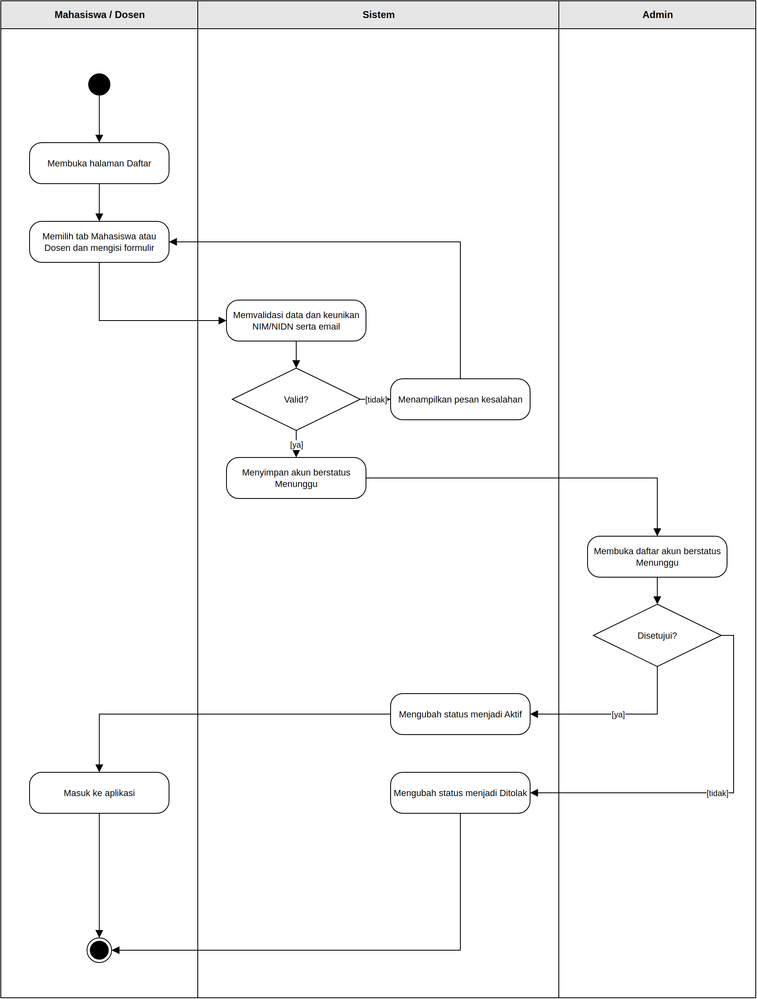 Mahasiswa / Dosen
Sistem
Admin
Membuka halaman Daftar
Memilih tab Mahasiswa atau
Dosen dan mengisi formulir
Memvalidasi data dan keunikan
NIM/NIDN serta email
Valid?
[tidak]
Menampilkan pesan kesalahan
[ya]
Menyimpan akun berstatus
Menunggu
Membuka daftar akun berstatus
Menunggu
Disetujui?
Mengubah status menjadi Aktif
[ya]
Masuk ke aplikasi
Mengubah status menjadi Ditolak
[tidak]